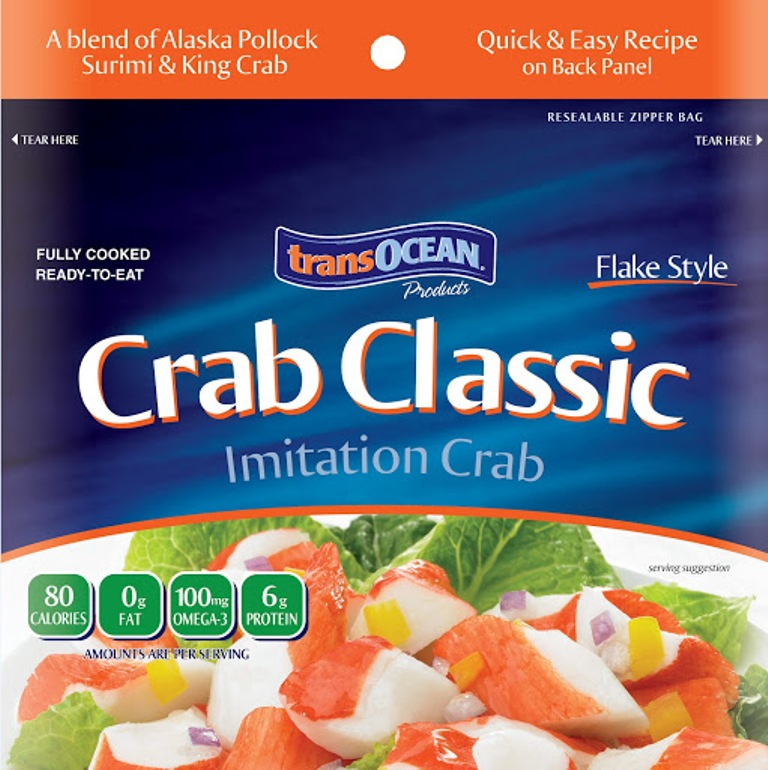 A blend of Alaska Pollock
Surimi & King Crab
Quick & Easy Recipe
on Back Panel
RESEALABLE ZIPPER BAG
TEAR HERE
TEAR HERE
FULLY COOKED
READY-TO-EAT
transOCEAN®
Products
Flake Style
Crab Classic
Imitation Crab
serving suggestion
80
CALORIES
0g
FAT
100mg
OMEGA-3
6g
PROTEIN
AMOUNTS ARE PER SERVING